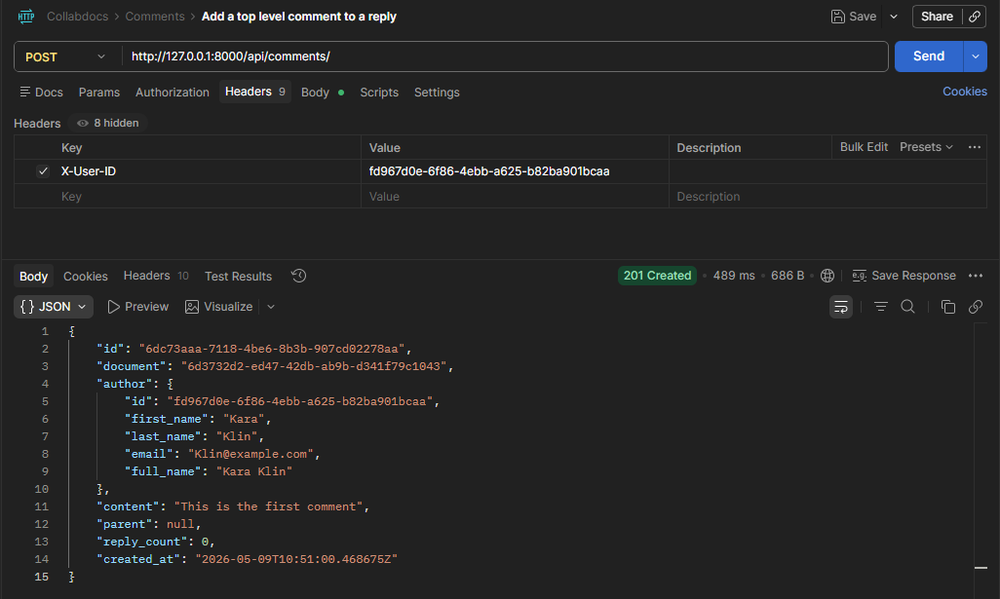 HTTP Collabdocs > Comments > Add a top level comment to a reply Save Share
POST http://127.0.0.1:8000/api/comments/ Send
Docs Params Authorization Headers 9 Body Scripts Settings Cookies
Headers 8 hidden
Key Value Description Bulk Edit Presets
X-User-ID fd967d0e-6f86-4ebb-a625-b82ba901bcaa
Key Value Description
Body Cookies Headers 10 Test Results 201 Created 489 ms 686 B e.g. Save Response
{} JSON Preview Visualize
1 {
2 "id": "6dc73aaa-7118-4be6-8b3b-907cd02278aa",
3 "document": "6d3732d2-ed47-42db-ab9b-d341f79c1043",
4 "author": {
5 "id": "fd967d0e-6f86-4ebb-a625-b82ba901bcaa",
6 "first_name": "Kara",
7 "last_name": "Klin",
8 "email": "Klin@example.com",
9 "full_name": "Kara Klin"
10 },
11 "content": "This is the first comment",
12 "parent": null,
13 "reply_count": 0,
14 "created_at": "2026-05-09T10:51:00.468675Z"
15 }